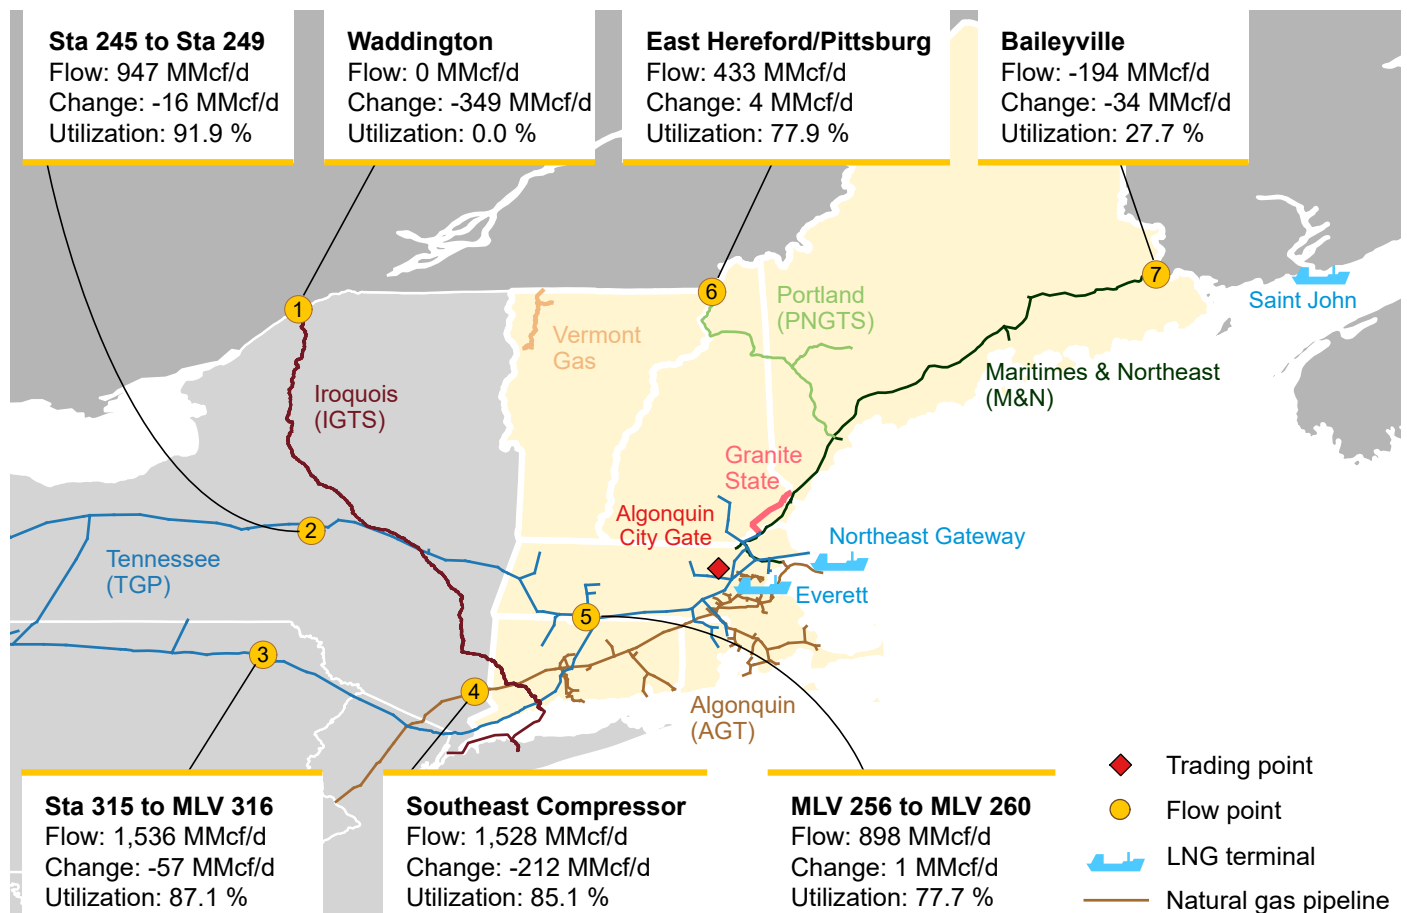 Sta 245 to Sta 249
Flow: 947 MMcf/d
Change: -16 MMcf/d
Utilization: 91.9 %
Waddington
Flow: 0 MMcf/d
Change: -349 MMcf/d
Utilization: 0.0 %
East Hereford/Pittsburg
Flow: 433 MMcf/d
Change: 4 MMcf/d
Utilization: 77.9 %
Baileyville
Flow: -194 MMcf/d
Change: -34 MMcf/d
Utilization: 27.7 %
7
6
1
Saint John
Portland
(PNGTS)
Vermont
Gas
Maritimes & Northeast
(M&N)
Iroquois
(IGTS)
Granite
State
Algonquin
City Gate
2
Northeast Gateway
Tennessee
(TGP)
Everett
5
3
4
Algonquin
(AGT)
Sta 315 to MLV 316
Flow: 1,536 MMcf/d
Change: -57 MMcf/d
Utilization: 87.1 %
Southeast Compressor
Flow: 1,528 MMcf/d
Change: -212 MMcf/d
Utilization: 85.1 %
MLV 256 to MLV 260
Flow: 898 MMcf/d
Change: 1 MMcf/d
Utilization: 77.7 %
Trading point
Flow point
LNG terminal
Natural gas pipeline